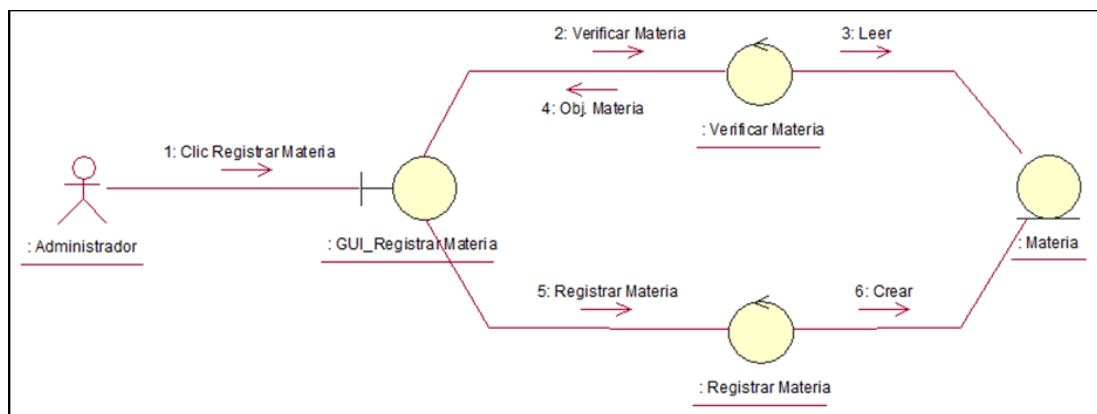 2: Verificar Materia
3: Leer
4: Obj. Materia
: Verificar Materia
1: Clic Registrar Materia
: Administrador
: GUI_Registrar Materia
: Materia
5: Registrar Materia
6: Crear
: Registrar Materia